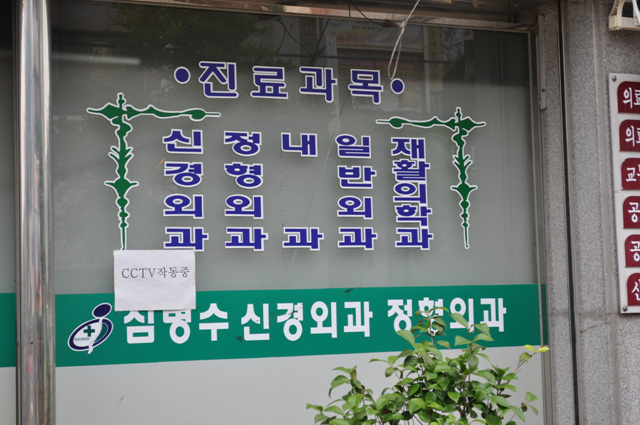 •진료과목•
신경외과
정형외과
내과
일반외과
재활의학과
CCTV작동중
심명수 신경외과 정형외과